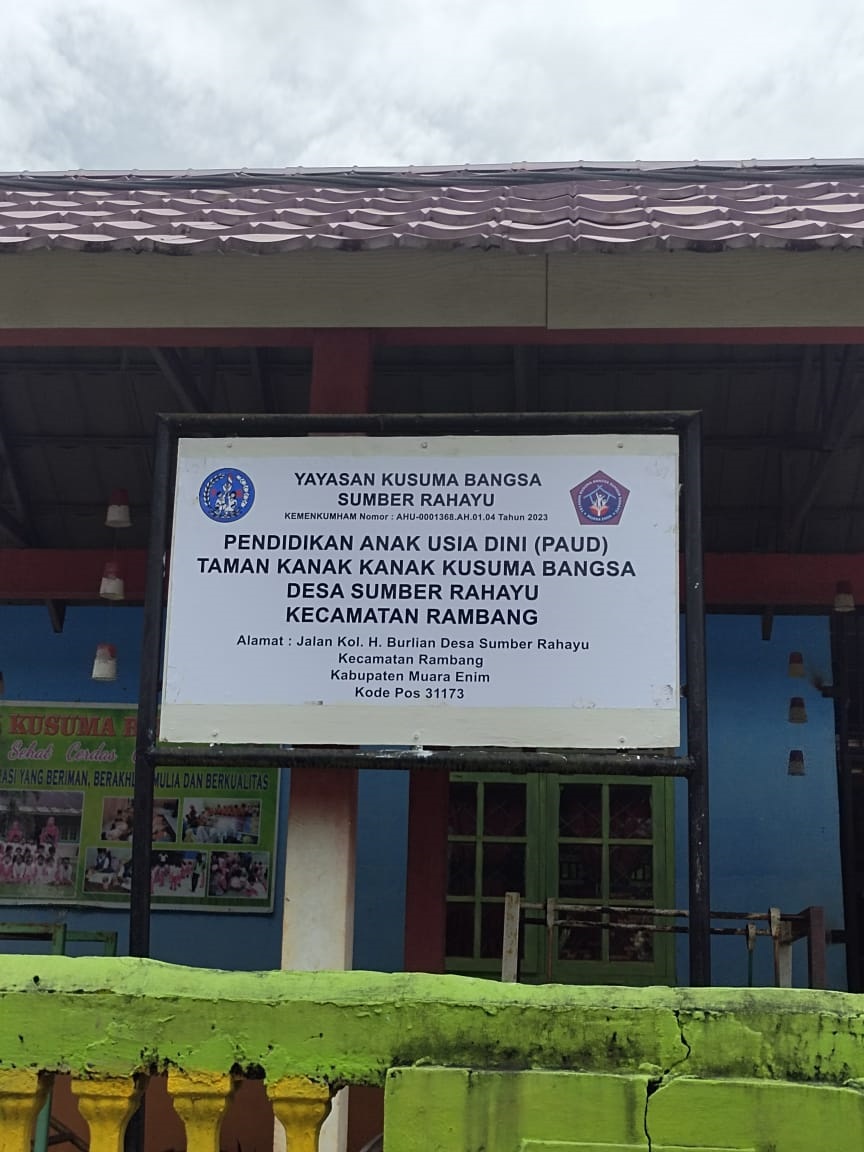 YAYASAN KUSUMA BANGSA
SUMBER RAHAYU
KEMENKUMHAM Nomor : AHU-0001368.AH.01.04 Tahun 2023
PENDIDIKAN ANAK USIA DINI (PAUD)
TAMAN KANAK KANAK KUSUMA BANGSA
DESA SUMBER RAHAYU
KECAMATAN RAMBANG
Alamat : Jalan Kol. H. Burlian Desa Sumber Rahayu
Kecamatan Rambang
Kabupaten Muara Enim
Kode Pos 31173
KUSUMA
Sehat Cerdas
YANG BERIMAN, BERAKHL MULIA DAN BERKUALITAS